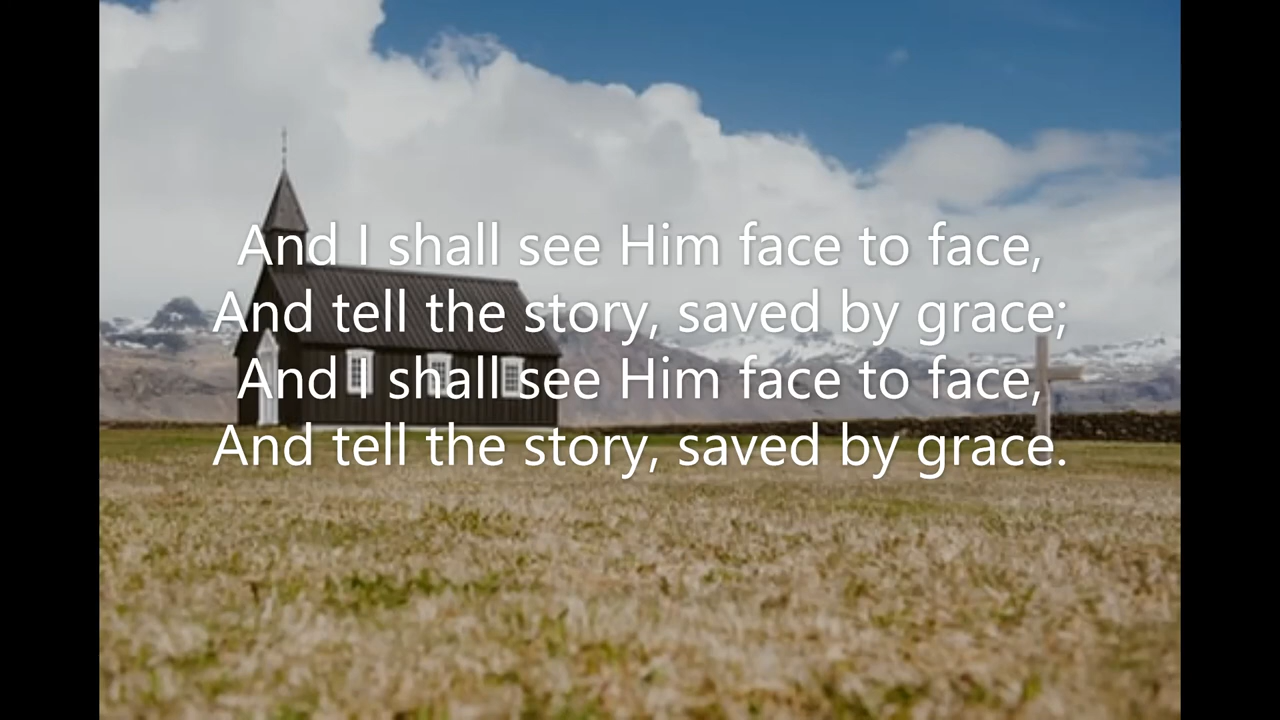 And I shall see Him face to face,
And tell the story, saved by grace;
And I shall see Him face to face,
And tell the story, saved by grace.